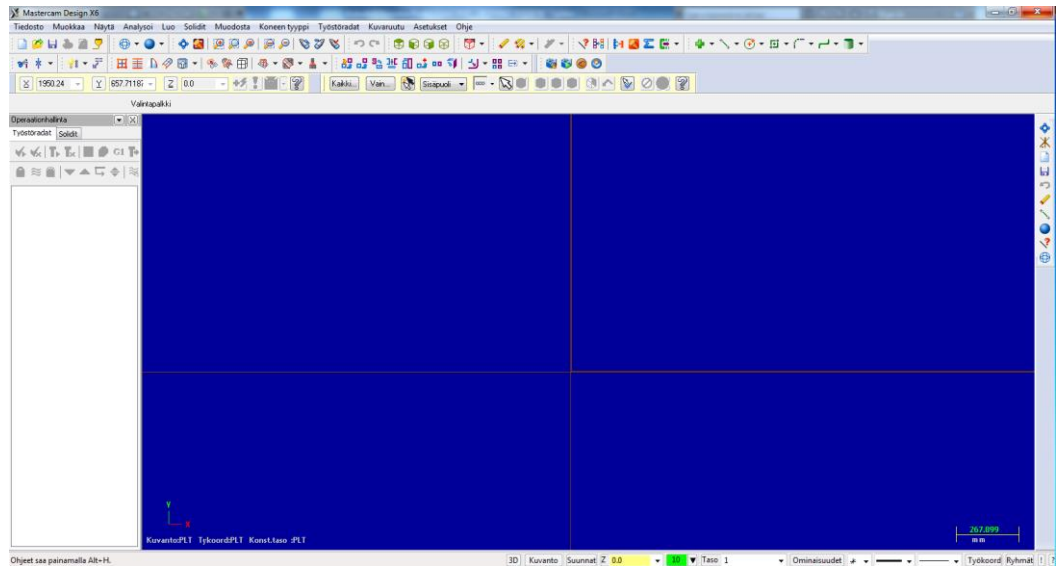 Mastercam Design X6
Tiedosto Muokkaa Näytä Analysoi Luo Solidit Muodosta Koneen tyyppi Työstöradat Kuvaruutu Asetukset Ohje
X 1950.24 Y 657.7118 Z 0.0 Kaikki... Vain... Sisäpuoli
Valintapalkki
Operaationhallinta
Työstöradat Solidit
G1
Y
X
Kuvanto:PLT Tykoord:PLT Konst.taso :PLT
267.099
mm
Ohjeet saa painamalla Alt+H. 3D Kuvanto Suunnat Z 0.0 10 Taso 1 Ominaisuudet Työkoord Ryhmät ! ?